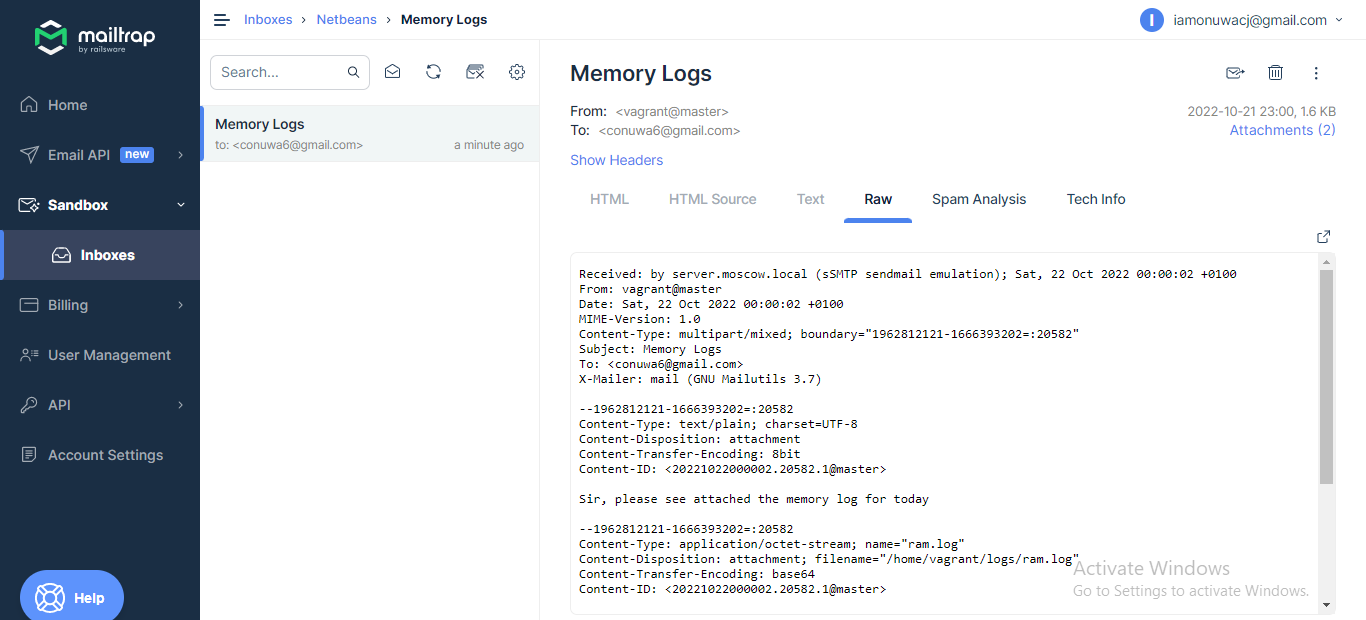 mailtrap
by railsware
Home
Email API new
Sandbox
Inboxes
Billing
User Management
API
Account Settings
Help
Inboxes › Netbeans › Memory Logs
I iamonuwacj@gmail.com
Search...
Memory Logs
to: <conuwa6@gmail.com> a minute ago
Memory Logs
From: <vagrant@master>
2022-10-21 23:00, 1.6 KB
To: <conuwa6@gmail.com>
Attachments (2)
Show Headers
HTML HTML Source Text Raw Spam Analysis Tech Info
Received: by server.moscow.local (sSMTP sendmail emulation); Sat, 22 Oct 2022 00:00:02 +0100
From: vagrant@master
Date: Sat, 22 Oct 2022 00:00:02 +0100
MIME-Version: 1.0
Content-Type: multipart/mixed; boundary="1962812121-1666393202=:20582"
Subject: Memory Logs
To: <conuwa6@gmail.com>
X-Mailer: mail (GNU Mailutils 3.7)
--1962812121-1666393202=:20582
Content-Type: text/plain; charset=UTF-8
Content-Disposition: attachment
Content-Transfer-Encoding: 8bit
Content-ID: <20221022000002.20582.1@master>
Sir, please see attached the memory log for today
--1962812121-1666393202=:20582
Content-Type: application/octet-stream; name="ram.log"
Content-Disposition: attachment; filename="/home/vagrant/logs/ram.log"
Content-Transfer-Encoding: base64
Content-ID: <20221022000002.20582.1@master>
Activate Windows
Go to Settings to activate Windows.